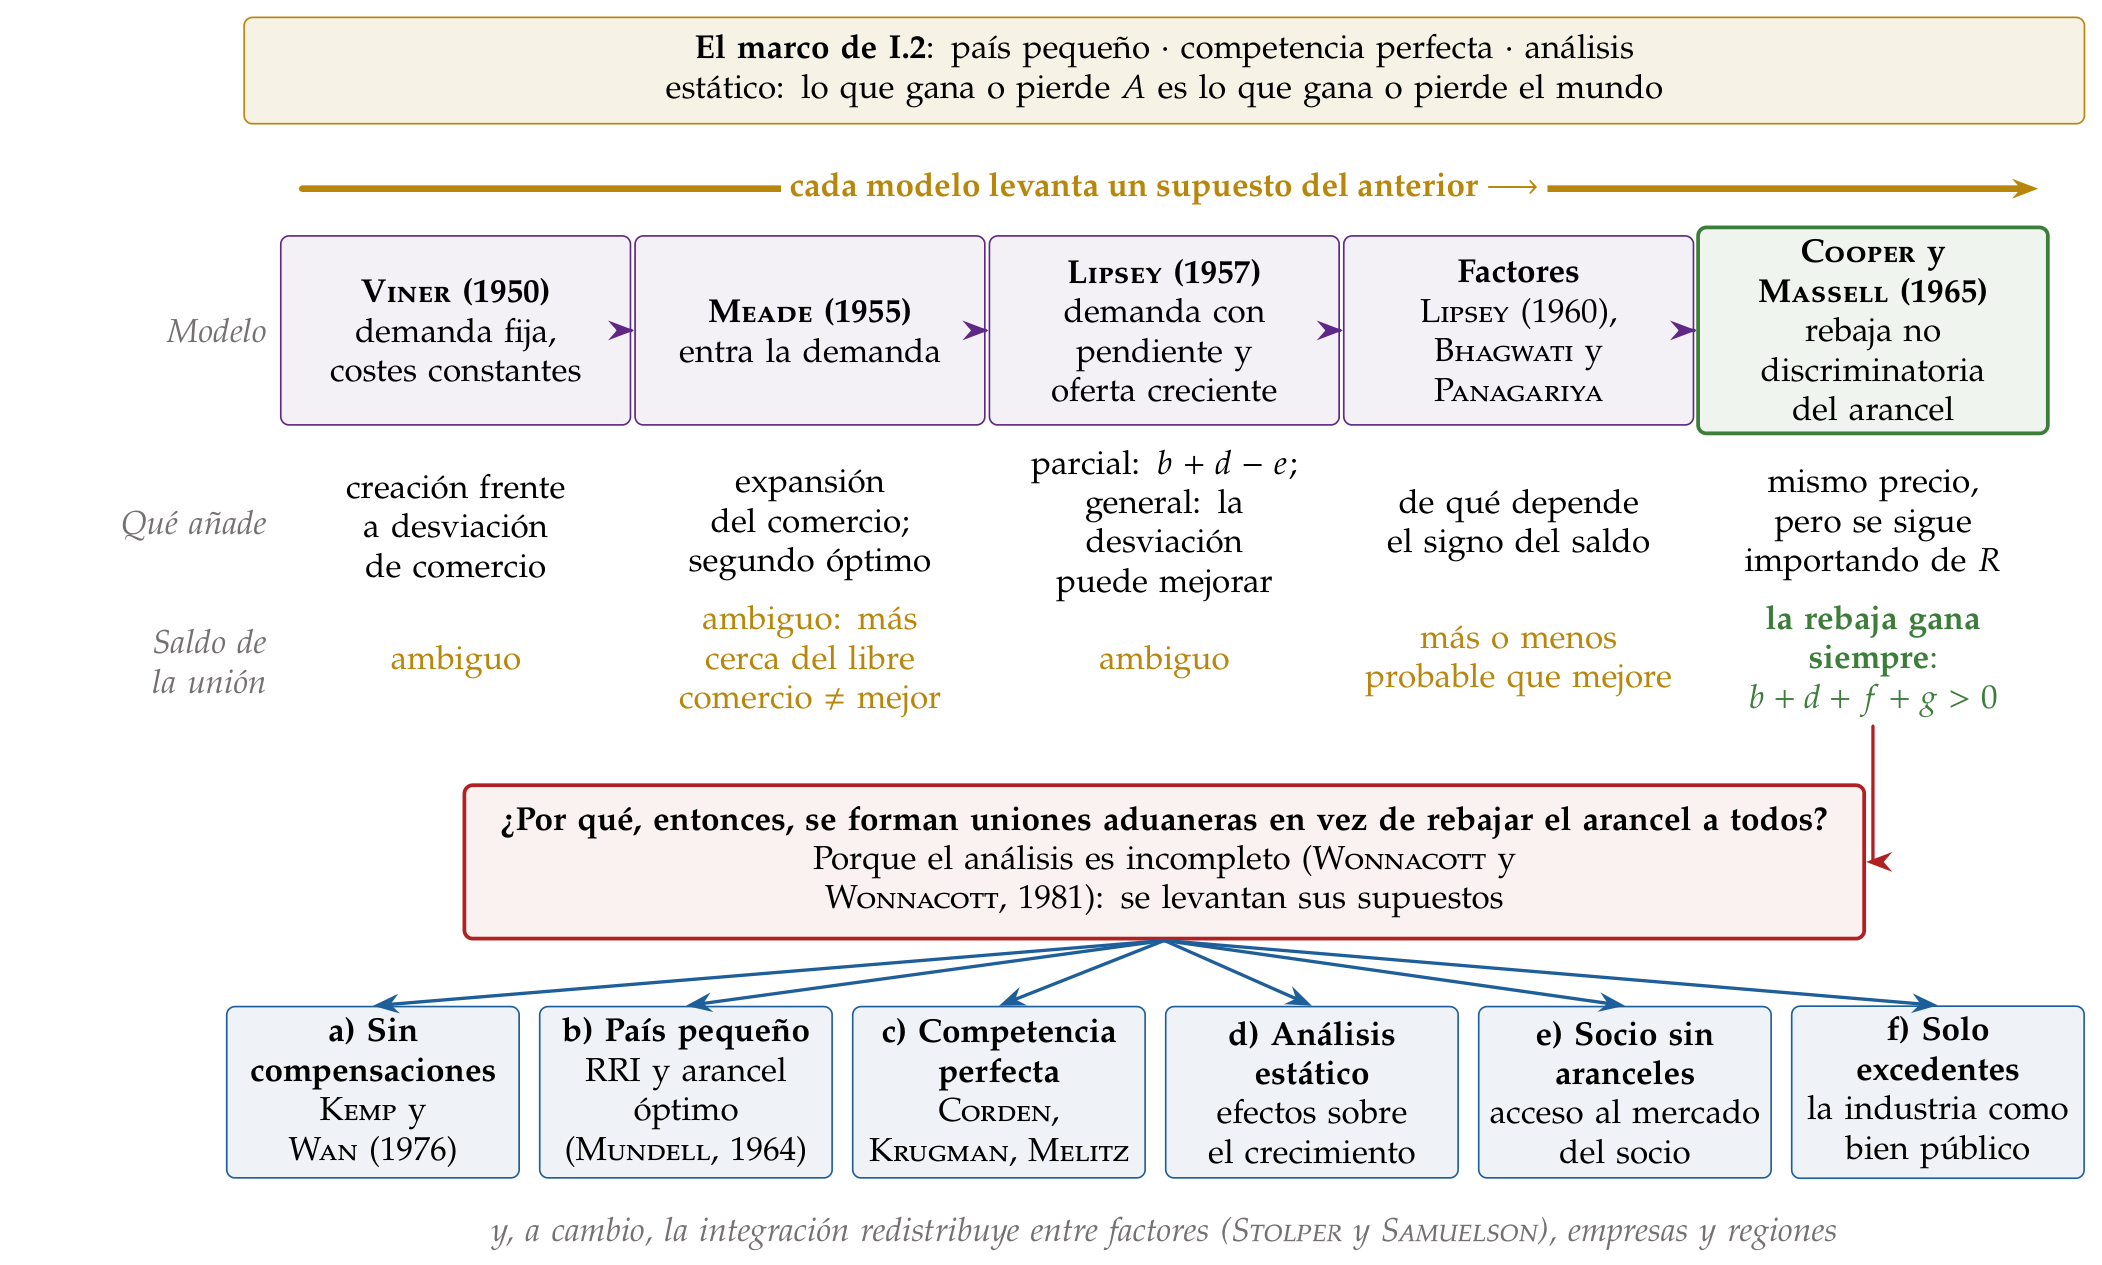 El marco de I.2: país pequeño · competencia perfecta · análisis
estático: lo que gana o pierde A es lo que gana o pierde el mundo
cada modelo levanta un supuesto del anterior ⟶
Modelo
Viner (1950)
demanda fija,
costes constantes
Meade (1955)
entra la demanda
Lipsey (1957)
demanda con
pendiente y
oferta creciente
Factores
Lipsey (1960),
Bhagwati y
Panagariya
Cooper y
Massell (1965)
rebaja no
discriminatoria
del arancel
Qué añade
creación frente
a desviación
de comercio
expansión
del comercio;
segundo óptimo
parcial: b + d − e;
general: la
desviación
puede mejorar
de qué depende
el signo del saldo
mismo precio,
pero se sigue
importando de R
Saldo de
la unión
ambiguo
ambiguo: más
cerca del libre
comercio ≠ mejor
ambiguo
más o menos
probable que mejore
la rebaja gana
siempre:
b + d + f + g > 0
¿Por qué, entonces, se forman uniones aduaneras en vez de rebajar el arancel a todos?
Porque el análisis es incompleto (Wonnacott y
Wonnacott, 1981): se levantan sus supuestos
a) Sin
compensaciones
Kemp y
Wan (1976)
b) País pequeño
RRI y arancel
óptimo
(Mundell, 1964)
c) Competencia
perfecta
Corden,
Krugman, Melitz
d) Análisis
estático
efectos sobre
el crecimiento
e) Socio sin
aranceles
acceso al mercado
del socio
f) Solo
excedentes
la industria como
bien público
y, a cambio, la integración redistribuye entre factores (Stolper y Samuelson), empresas y regiones